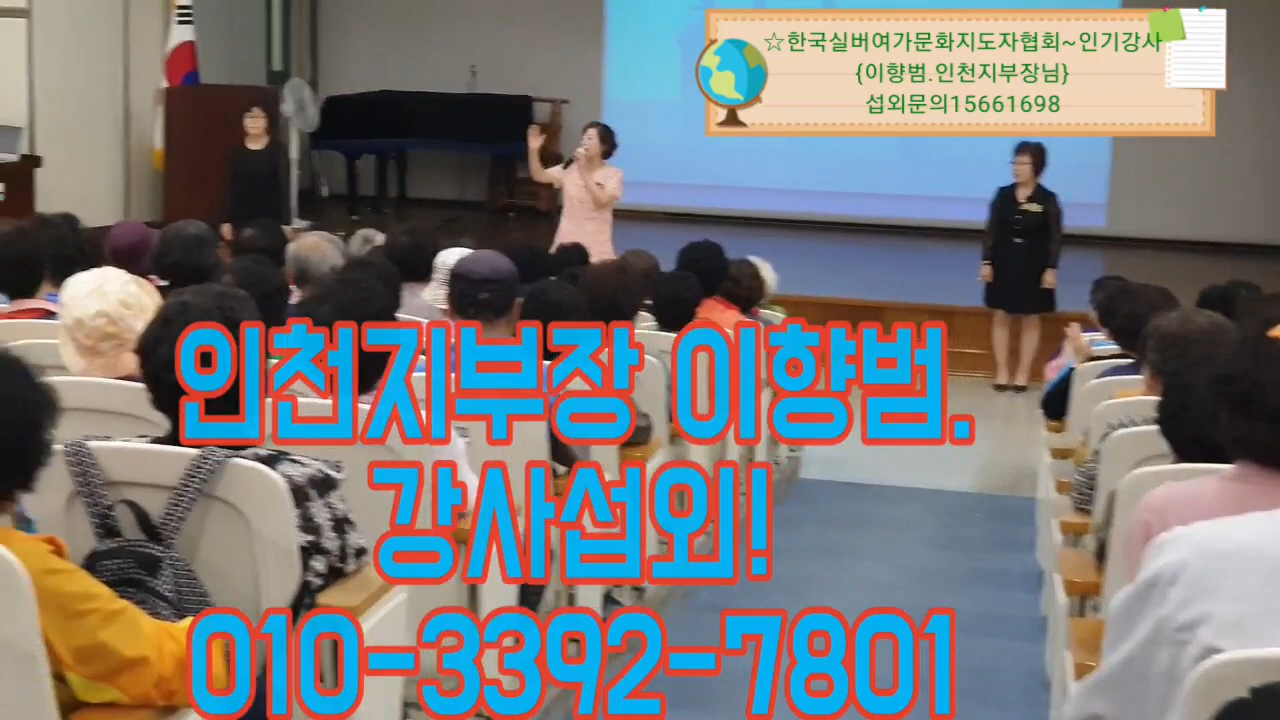 ☆한국실버여가문화지도자협회~인기강사
{이향범.인천지부장님}
섭외문의15661698
인천지부장 이향범.
강사섭외!
010-3392-7801